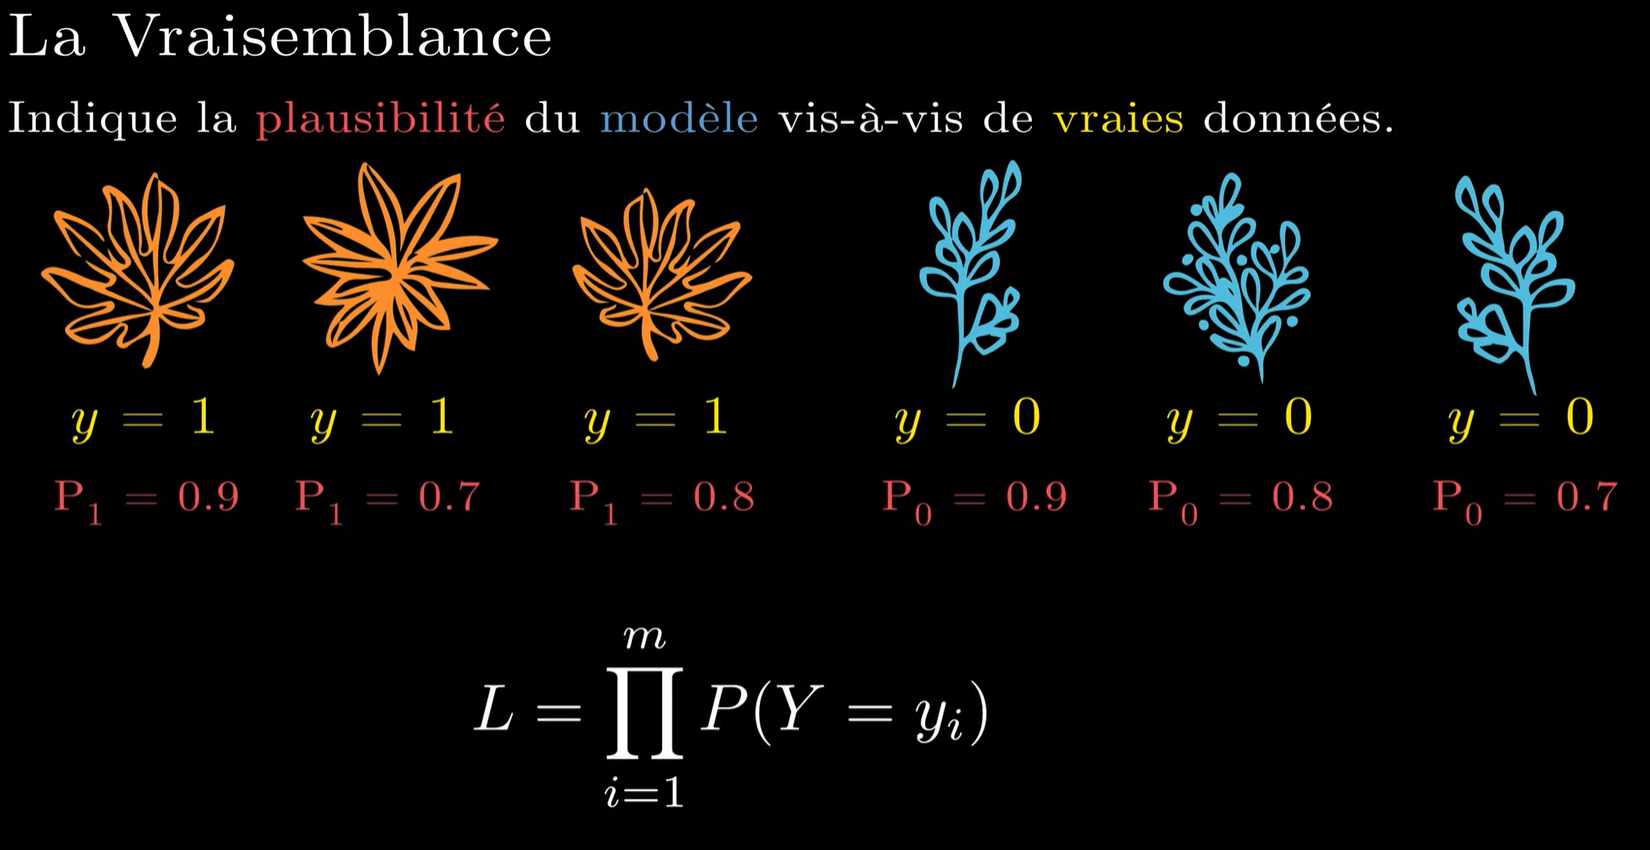 La Vraisemblance
Indique la plausibilité du modèle vis-à-vis de vraies données.
y = 1 y = 1 y = 1 y = 0 y = 0 y = 0
P₁ = 0.9 P₁ = 0.7 P₁ = 0.8 P₀ = 0.9 P₀ = 0.8 P₀ = 0.7
m
L = ∏ P(Y = yᵢ)
i=1